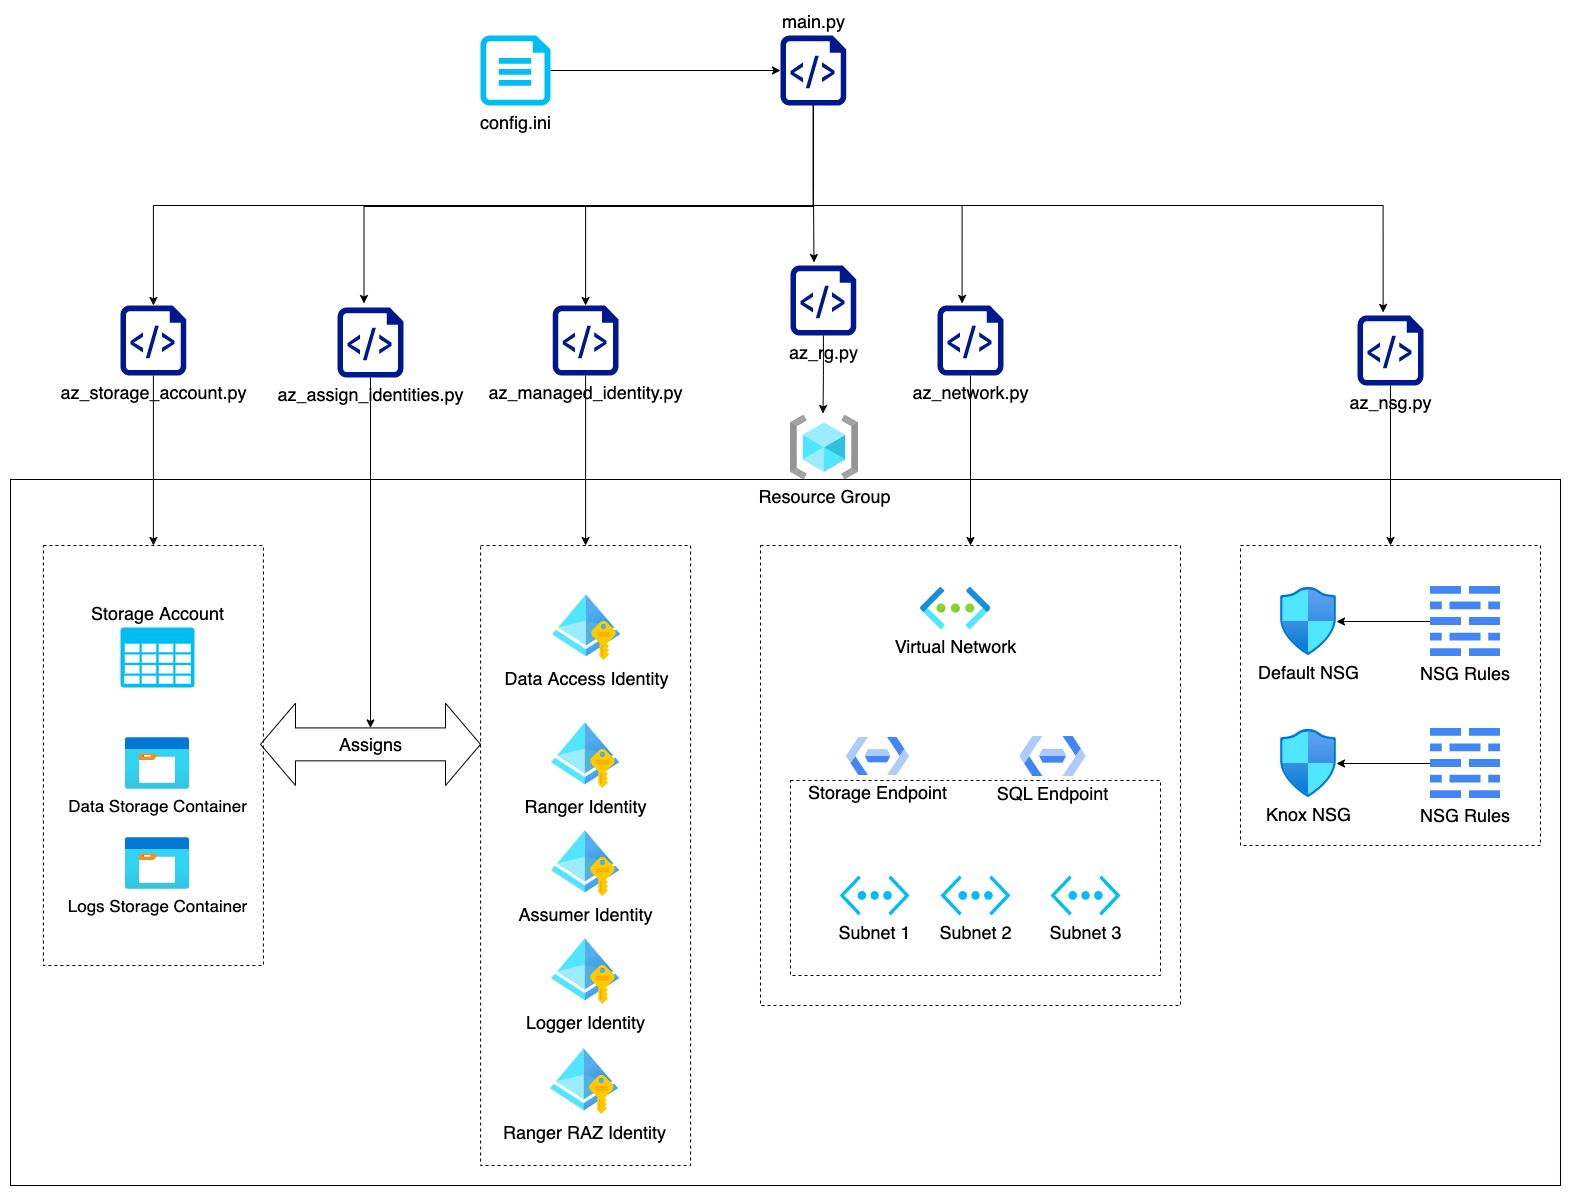 main.py
config.ini
az_rg.py
az_storage_account.py
az_assign_identities.py
az_managed_identity.py
az_network.py
az_nsg.py
Resource Group
Storage Account
Data Storage Container
Logs Storage Container
Assigns
Data Access Identity
Ranger Identity
Assumer Identity
Logger Identity
Ranger RAZ Identity
Virtual Network
Storage Endpoint
SQL Endpoint
Subnet 1
Subnet 2
Subnet 3
Default NSG
NSG Rules
Knox NSG
NSG Rules